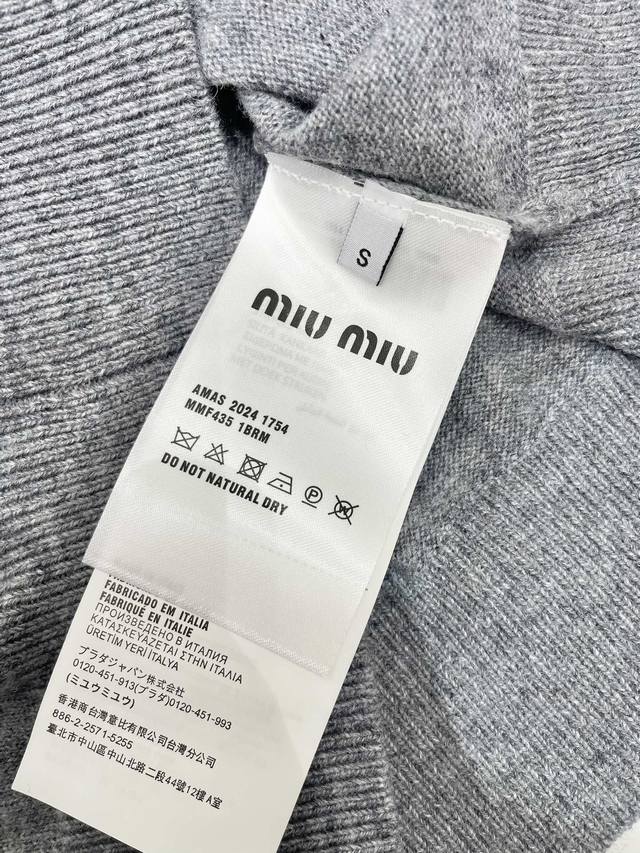 S
MIU MIU
AMAS 2024 1754
MMF435 1BRM
DO NOT NATURAL DRY
FABRICADO EM ITALIA
FABRIQUE EN ITALIE
ПРОИЗВЕДЕНО В ИТАЛИЯ
ΚΑΤΑΣΚΕΥΑΖΕΤΑΙ ΣΤΗΝ ΙΤΑΛΙΑ
ÜRETİM YERİ İTALYA
プラダジャパン株式会社
0120-451-913(プラダ)0120-451-993
(ミユウミユウ)
香港商台灣意比有限公司台灣分公司
886-2-2571-5255
臺北市中山區中山北路二段44號12樓A室